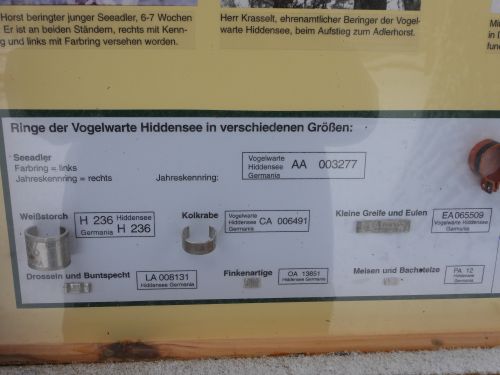 Horst beringter junger Seeadler, 6-7 Wochen
Er ist an beiden Ständern, rechts mit Kenn-
g und links mit Farbring versehen worden.
Herr Krasselt, ehrenamtlicher Beringer der Vogel-
warte Hiddensee, beim Aufstieg zum Adlerhorst.
Ringe der Vogelwarte Hiddensee in verschiedenen Größen:
Seeadler
Farbring = links
Jahreskennring = rechts
Jahreskennring:
Vogelwarte
Hiddensee
Germania
AA 003277
Weißstorch
H 236 Hiddensee
Germania H 236
Kolkrabe
Vogelwarte
Hiddensee
Germania
CA 006491
Kleine Greife und Eulen
EA 065509
Hiddensee
Germania
Drosseln und Buntspecht
LA 008131
Hiddensee Germania
Finkenartige
OA 13651
Hiddensee Germania
Meisen und Bachstelze
PA 12
Hiddensee
Germania